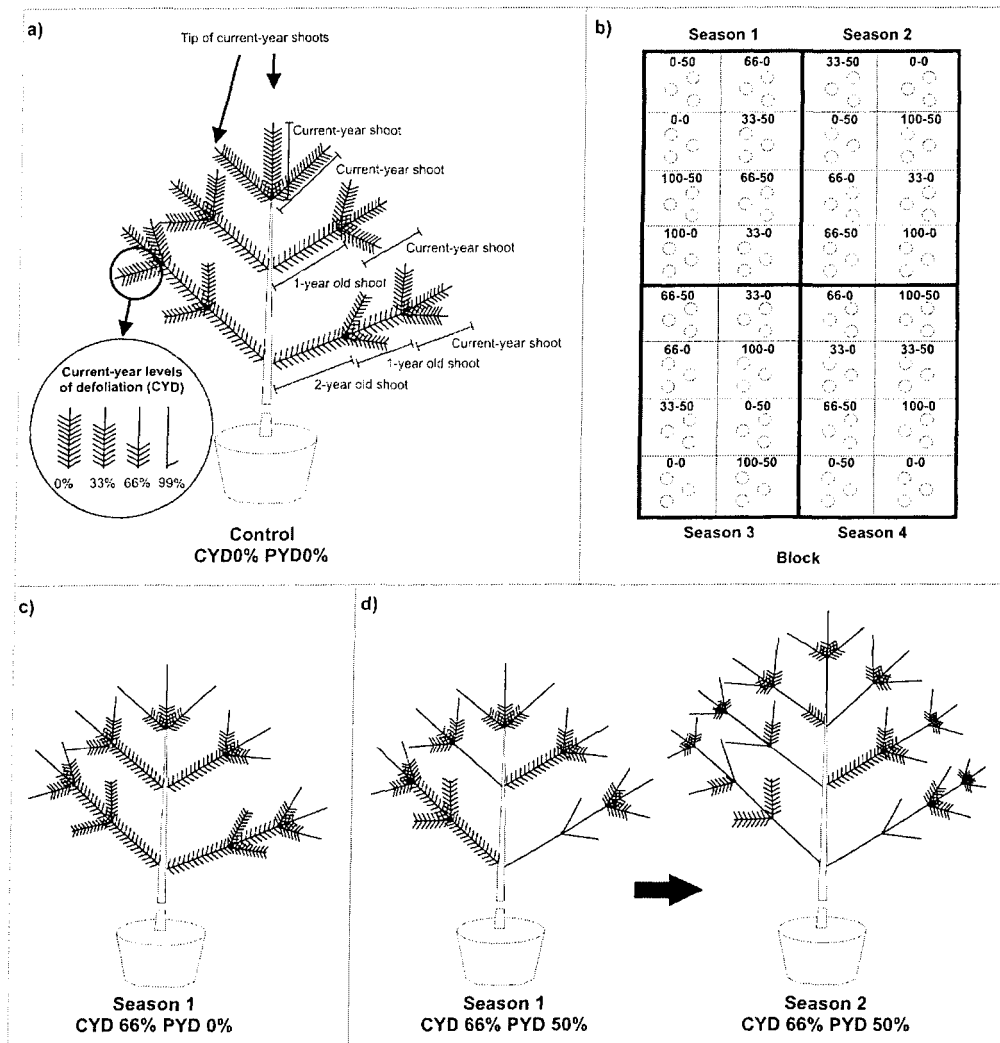 a)
Tip of current-year shoots
Current-year shoot
Current-year shoot
Current-year shoot
1-year old shoot
Current-year shoot
1-year old shoot
2-year old shoot
Current-year levels
of defoliation (CYD)
0% 33% 66% 99%
Control
CYD0% PYD0%
b)
Season 1 Season 2
0-50 66-0 33-50 0-0
0-0 33-50 0-50 100-50
100-50 66-50 66-0 33-0
100-0 33-0 66-50 100-0
66-50 33-0 66-0 100-50
66-0 100-0 33-0 33-50
33-50 0-50 66-50 100-0
0-0 100-50 0-50 0-0
Season 3 Season 4
Block
c)
Season 1
CYD 66% PYD 0%
d)
Season 1
CYD 66% PYD 50%
Season 2
CYD 66% PYD 50%